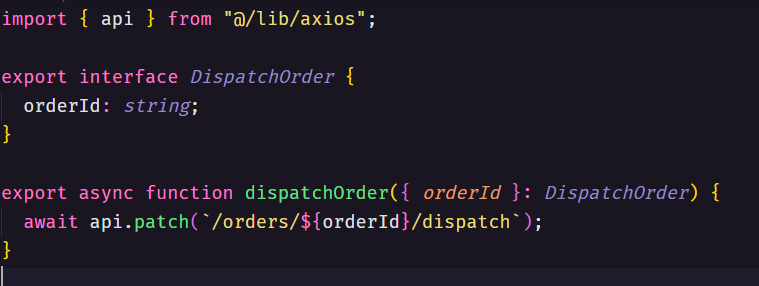 import { api } from "@/lib/axios";
export interface DispatchOrder {
  orderId: string;
}
export async function dispatchOrder({ orderId }: DispatchOrder) {
  await api.patch(`/orders/${orderId}/dispatch`);
}